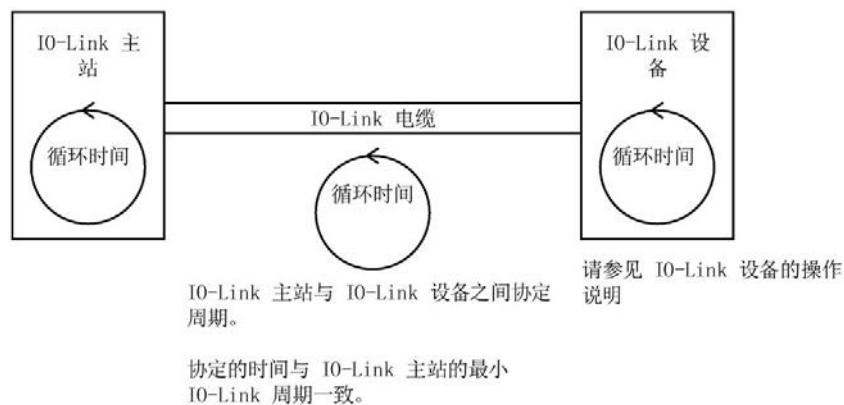 IO-Link 主
站
IO-Link 设
备
IO-Link 电缆
循环时间
循环时间
循环时间
IO-Link 主站与 IO-Link 设备之间协定
周期。
协定的时间与 IO-Link 主站的最小
IO-Link 周期一致。
请参见 IO-Link 设备的操作
说明